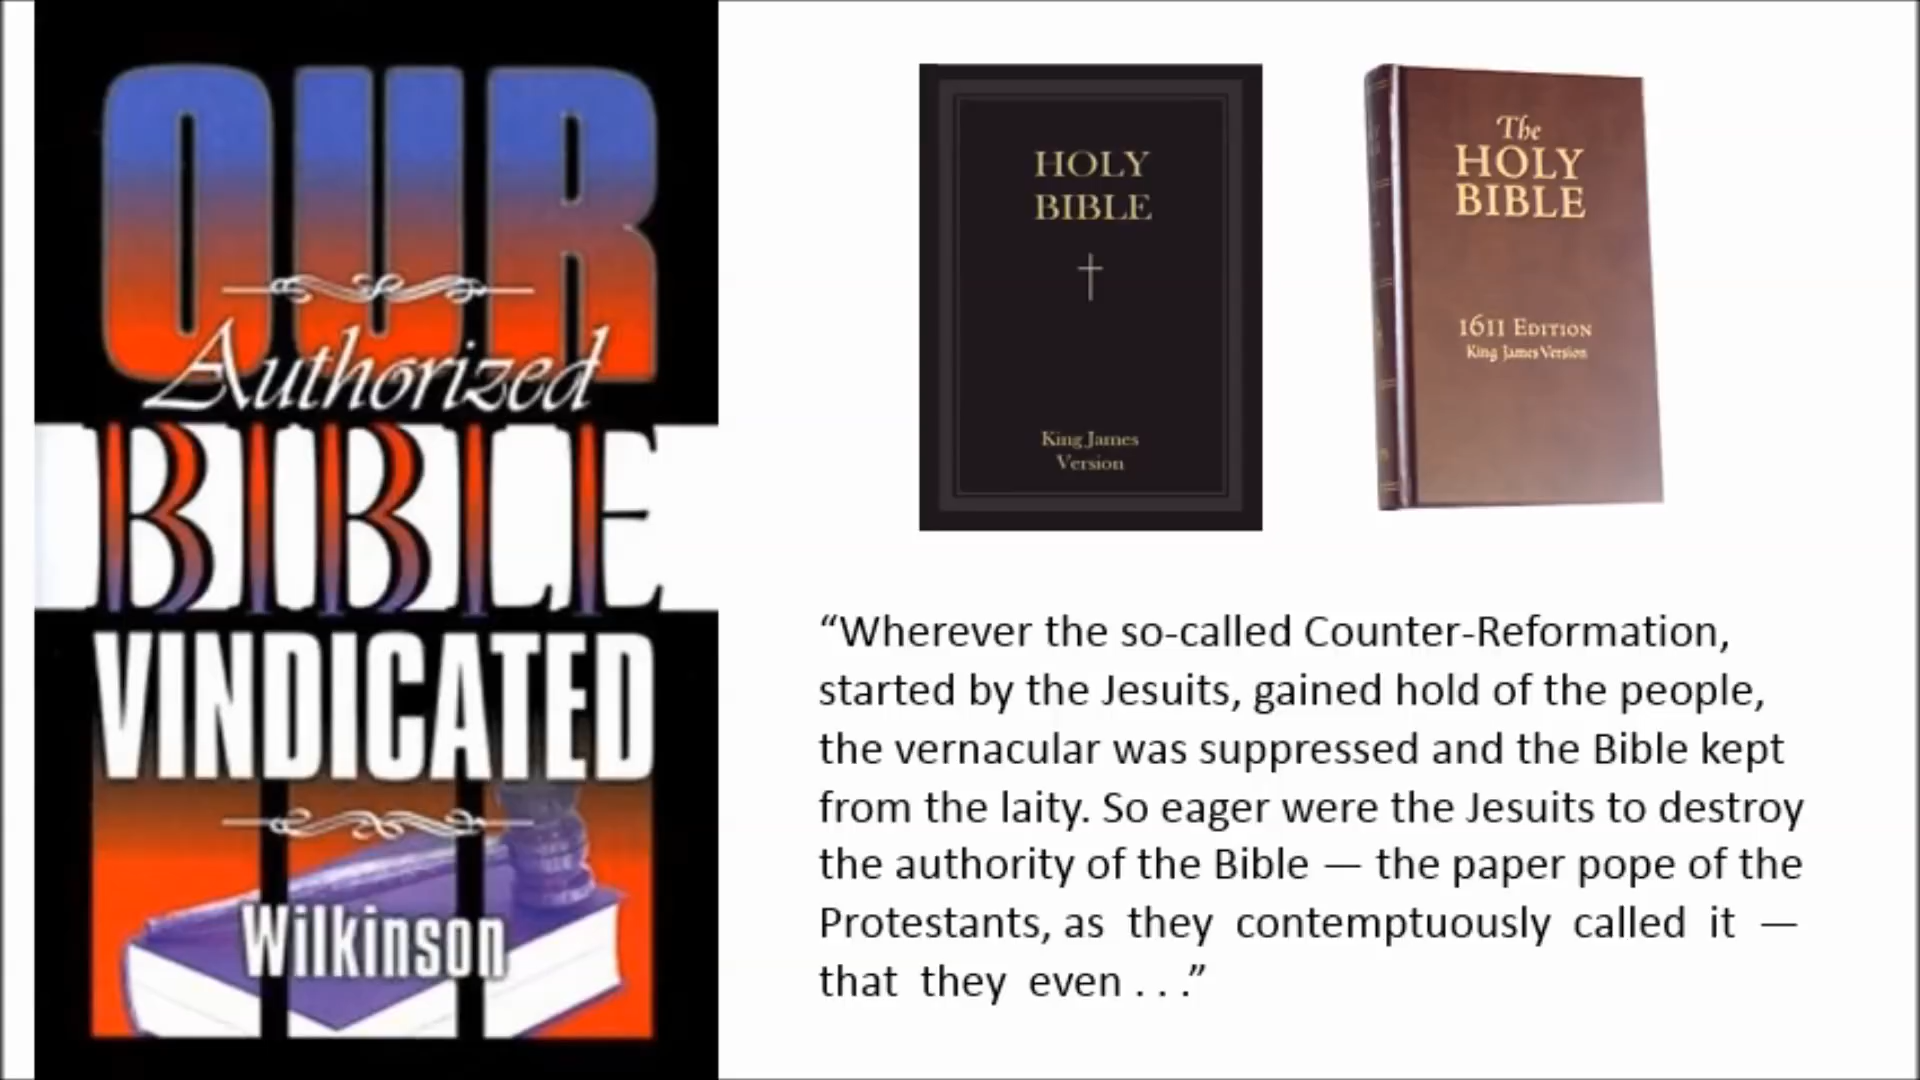 OUR
Authorized
BIBLE
VINDICATED
Wilkinson
HOLY
BIBLE
King James
Version
The
HOLY
BIBLE
1611 EDITION
King James Version
“Wherever the so-called Counter-Reformation,
started by the Jesuits, gained hold of the people,
the vernacular was suppressed and the Bible kept
from the laity. So eager were the Jesuits to destroy
the authority of the Bible — the paper pope of the
Protestants, as they contemptuously called it —
that they even . . .”